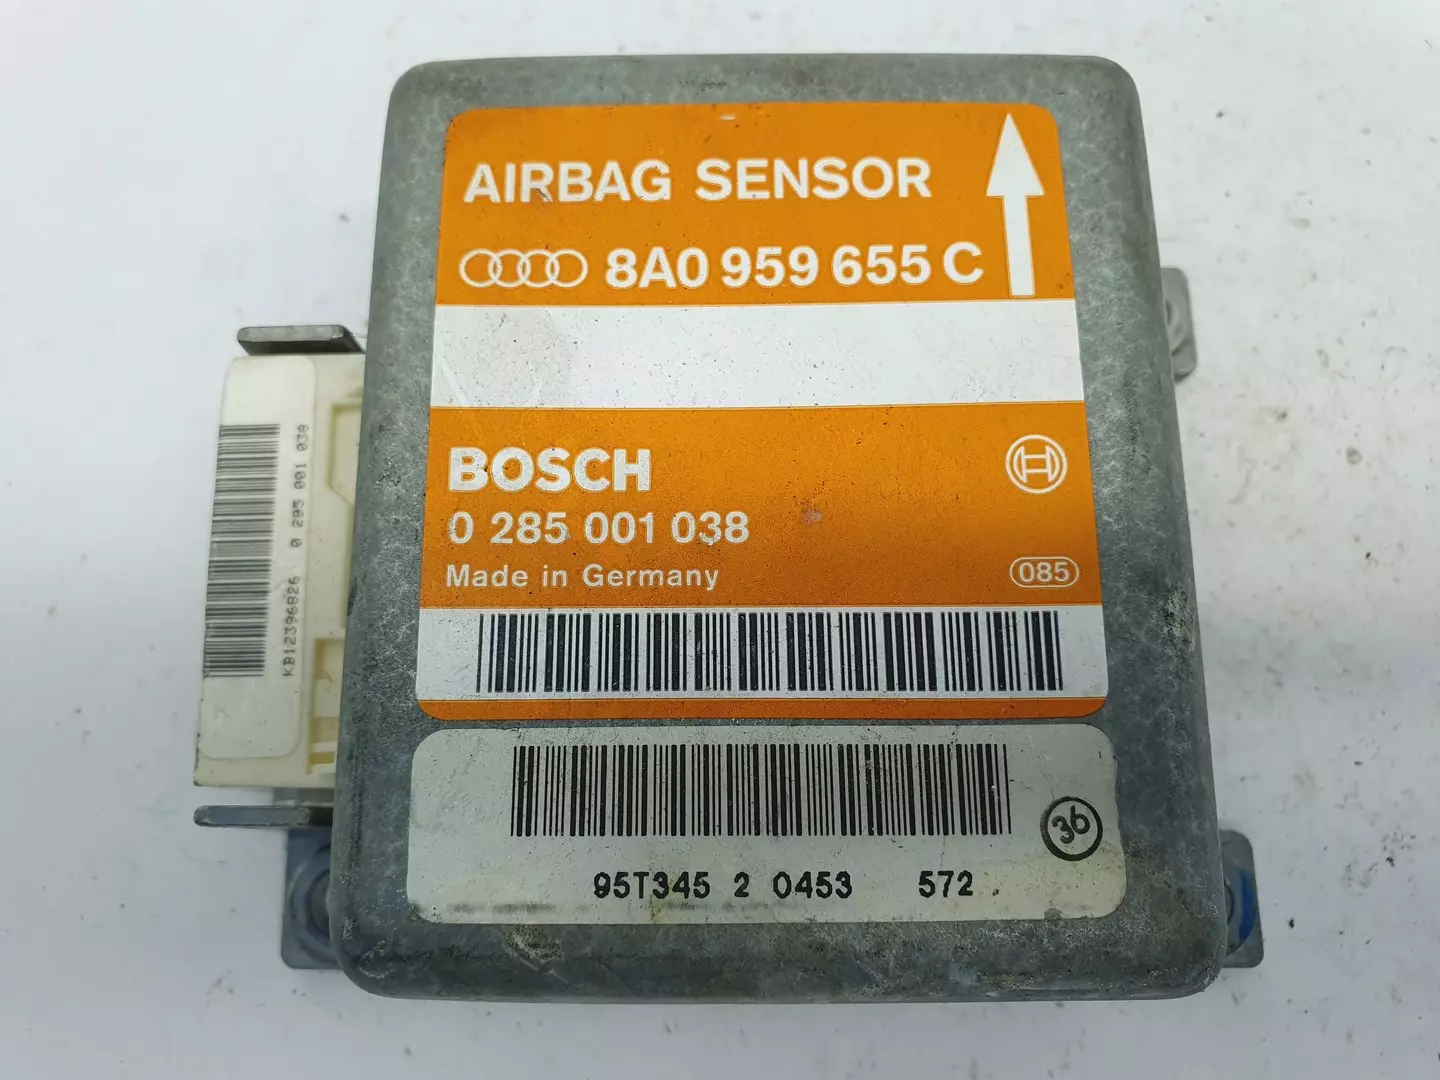 AIRBAG SENSOR
8A0 959 655 C
BOSCH
0 285 001 038
Made in Germany
085
36
95T345 2 0453 572
KB12396826 0 285 001 038